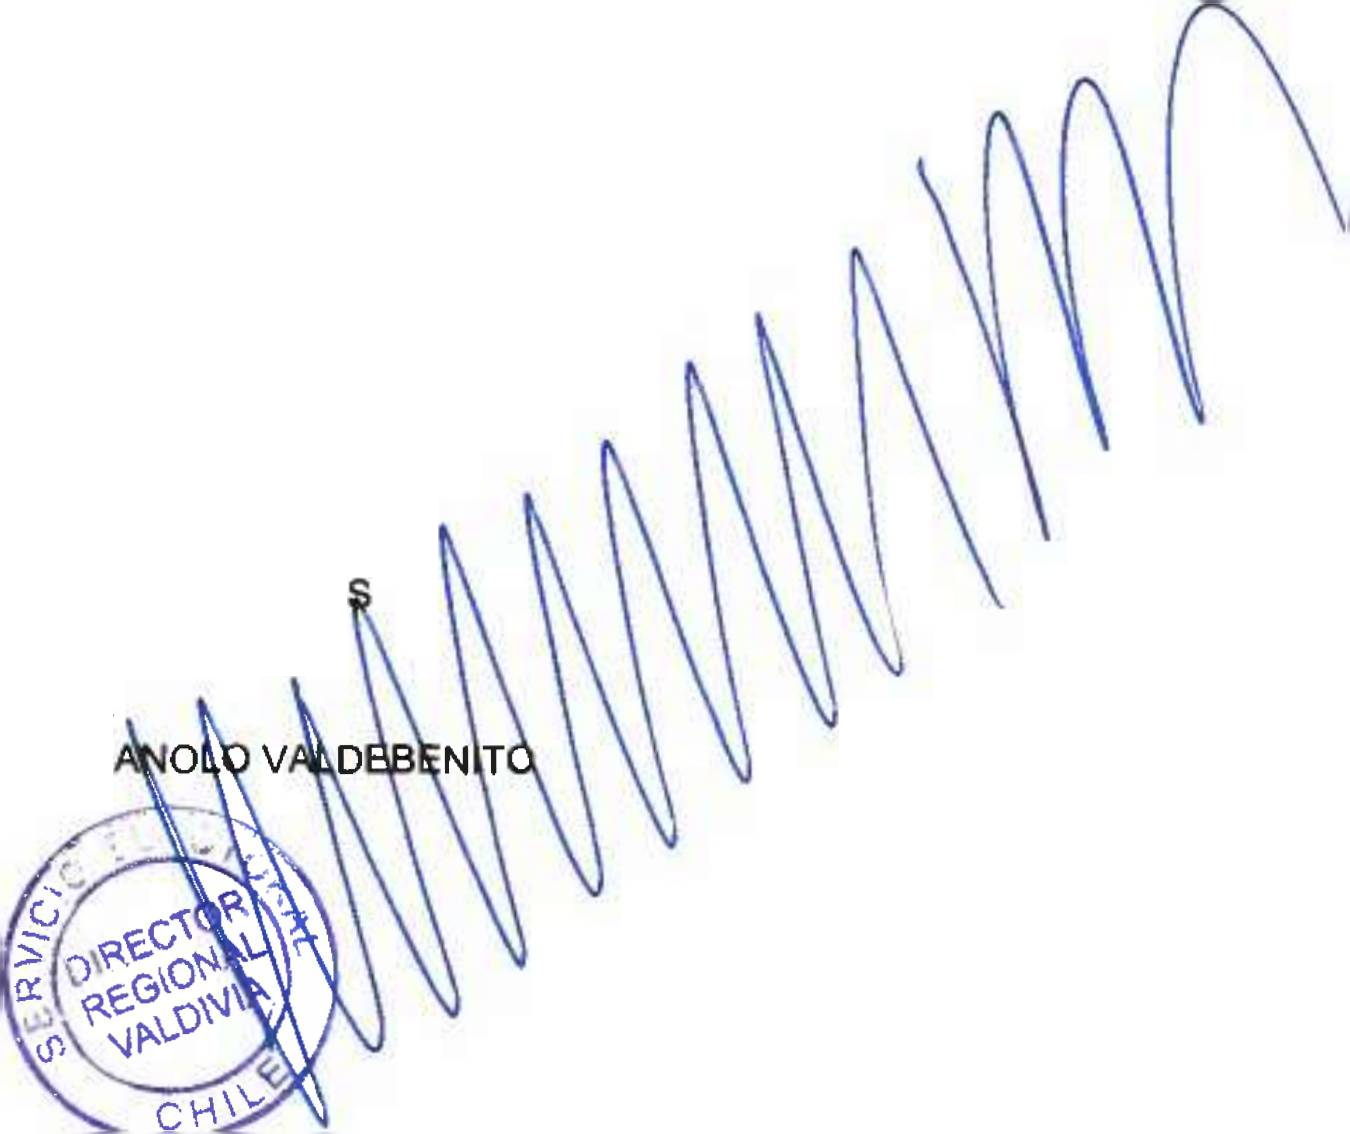 S
ANOLO VALDEBENITO
SERVICIO
DIRECTOR
REGIONAL
VALDIVIA
CHILE